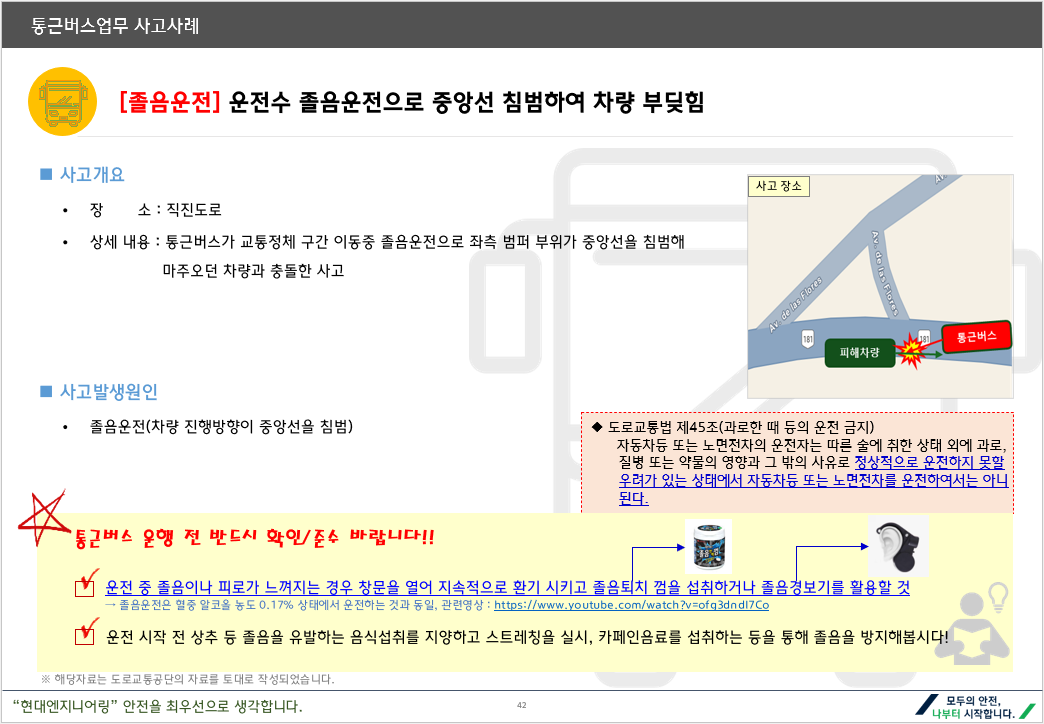 통근버스업무 사고사례
[졸음운전] 운전수 졸음운전으로 중앙선 침범하여 차량 부딪힘
■ 사고개요
• 장 소 : 직진도로
• 상세 내용 : 통근버스가 교통정체 구간 이동중 졸음운전으로 좌측 범퍼 부위가 중앙선을 침범해
마주오던 차량과 충돌한 사고
사고 장소
Av
Av. de las Flores
Av. de las Flores
181
181
피해차량
통근버스
■ 사고발생원인
• 졸음운전(차량 진행방향이 중앙선을 침범)
◆ 도로교통법 제45조(과로한 때 등의 운전 금지)
자동차등 또는 노면전차의 운전자는 따른 술에 취한 상태 외에 과로,
질병 또는 약물의 영향과 그 밖의 사유로 정상적으로 운전하지 못할
우려가 있는 상태에서 자동차등 또는 노면전차를 운전하여서는 아니
된다.
통근버스 운행 전 반드시 확인/준수 바랍니다!!
졸음껌
운전 중 졸음이나 피로가 느껴지는 경우 창문을 열어 지속적으로 환기 시키고 졸음퇴치 껌을 섭취하거나 졸음경보기를 활용할 것
→ 졸음운전은 혈중 알코올 농도 0.17% 상태에서 운전하는 것과 동일, 관련영상 : https://www.youtube.com/watch?v=ofq3dndI7Co
운전 시작 전 상추 등 졸음을 유발하는 음식섭취를 지양하고 스트레칭을 실시, 카페인음료를 섭취하는 등을 통해 졸음을 방지해봅시다!
※ 해당자료는 도로교통공단의 자료를 토대로 작성되었습니다.
“현대엔지니어링” 안전을 최우선으로 생각합니다.
42
모두의 안전,
나부터 시작합니다.